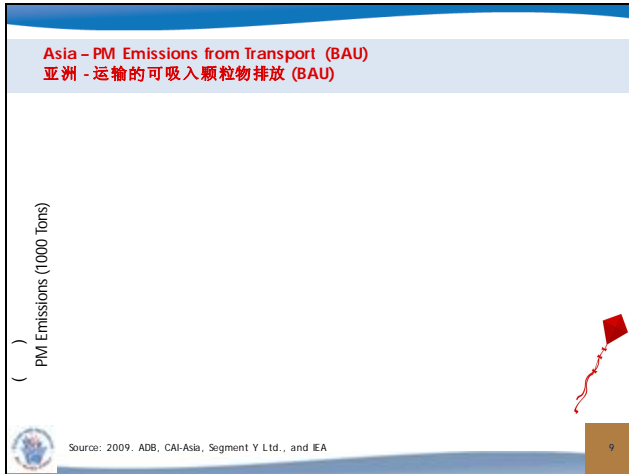 Asia – PM Emissions from Transport (BAU)
亚洲 - 运输的可吸入颗粒物排放 (BAU)
PM Emissions (1000 Tons)
( )
Source: 2009. ADB, CAI-Asia, Segment Y Ltd., and IEA
9